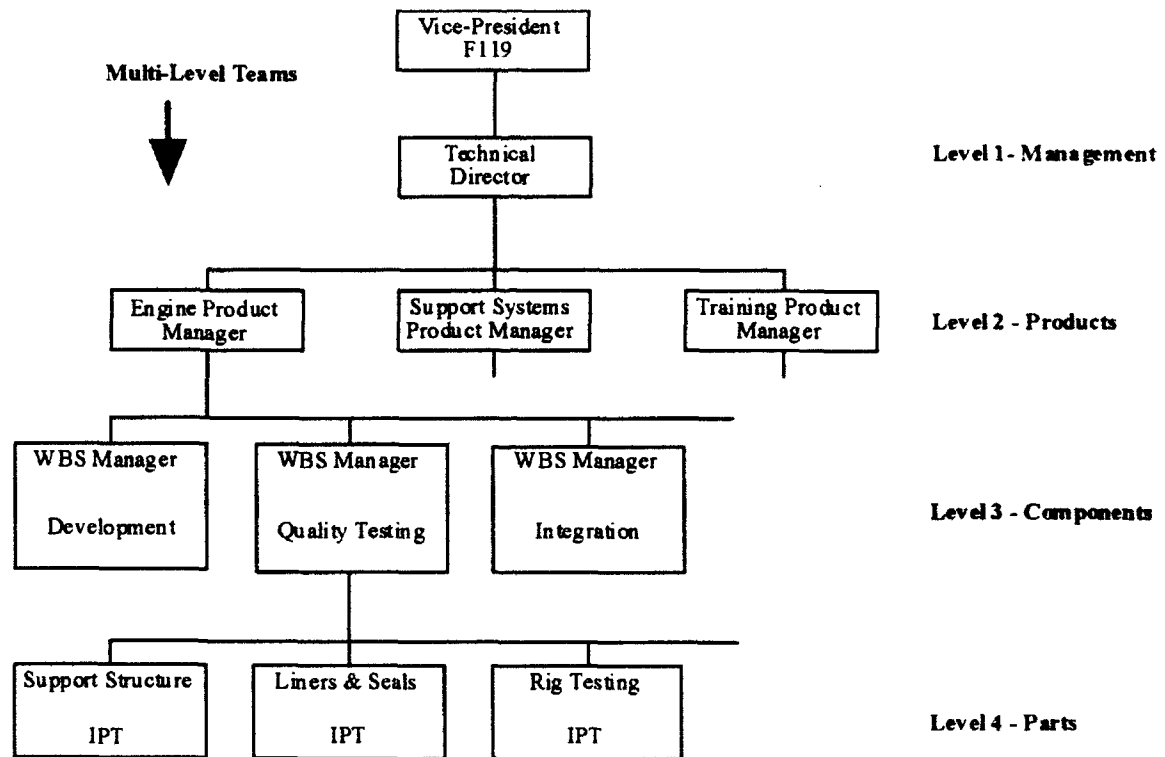 Vice-President
F119
Multi-Level Teams
Technical
Director
Level 1- Management
Engine Product
Manager
Support Systems
Product Manager
Training Product
Manager
Level 2 - Products
WBS Manager
Development
WBS Manager
Quality Testing
WBS Manager
Integration
Level 3 - Components
Support Structure
IPT
Liners & Seals
IPT
Rig Testing
IPT
Level 4 - Parts